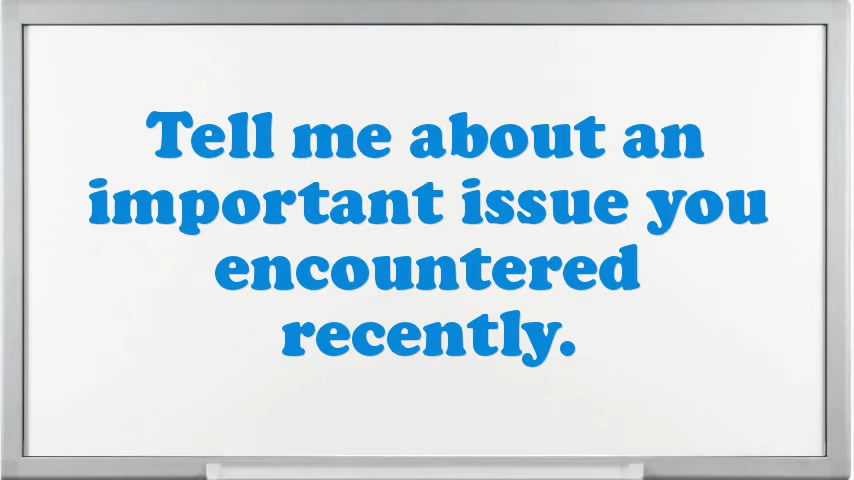 Tell me about an
important issue you
encountered
recently.